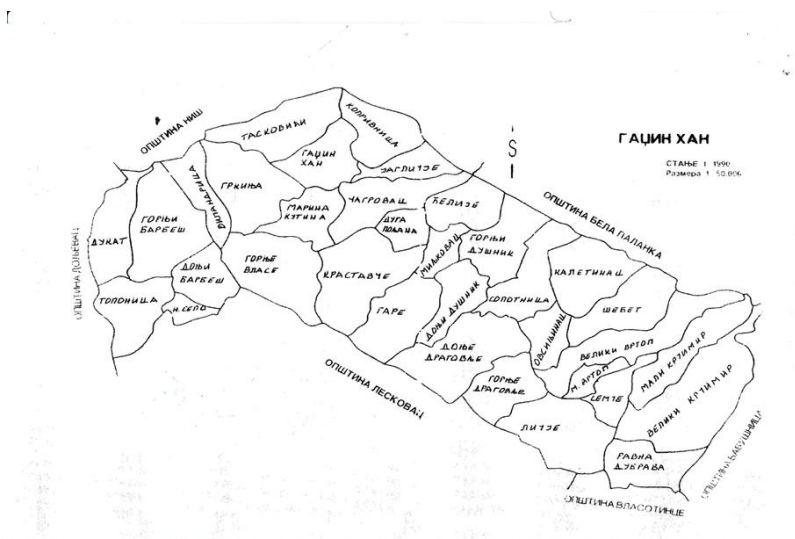 ГАЏИН ХАН
СТАЊЕ 1 1990
Размера 1 50.000
S
ОПШТИНА НИШ
ОПШТИНА БЕЛА ПАЛАНКА
ОПШТИНА ДОЉЕВАЦ
ОПШТИНА ЛЕСКОВАЦ
ОПШТИНА ВЛАСОТИНЦЕ
ОПШТИНА БАБУШНИЦА
ТАСКОВИЋИ
КОПРИВНИЦА
ГАЏИН
ХАН
ЗАГЛИЈЕ
ГРКИЊА
МАРИНА
КУТИНА
ЧАГРОВАЦ
ДУГА
ПОЉАНА
ЋЕЛИЈЕ
ВИЛАНДРИЦА
ГОРЊИ
БАРБЕШ
ДУКАТ
ТОПОНИЦА
ДОЊИ
БАРБЕШ
Н. СЕЛО
ГОРЊЕ
ВЛАСЕ
КРАСТАВЧЕ
ГАРЕ
МИЉКОВАЦ
ГОРЊИ
ДУШНИК
ДОЊИ ДУШНИК
СОПОТНИЦА
КАЛЕТИНАЦ
ШЕБЕТ
ОВСИЊИНАЦ
ДОЊЕ
ДРАГОВЉЕ
ГОРЊЕ
ДРАГОВЉЕ
ВЕЛИКИ ВРТОП
М. ВРТОП
СЕМЧЕ
МАЛИ КРЧИМИР
ВЕЛИКИ КРЧИМИР
ЛИЧЈЕ
РАВНА
ДУБРАВА